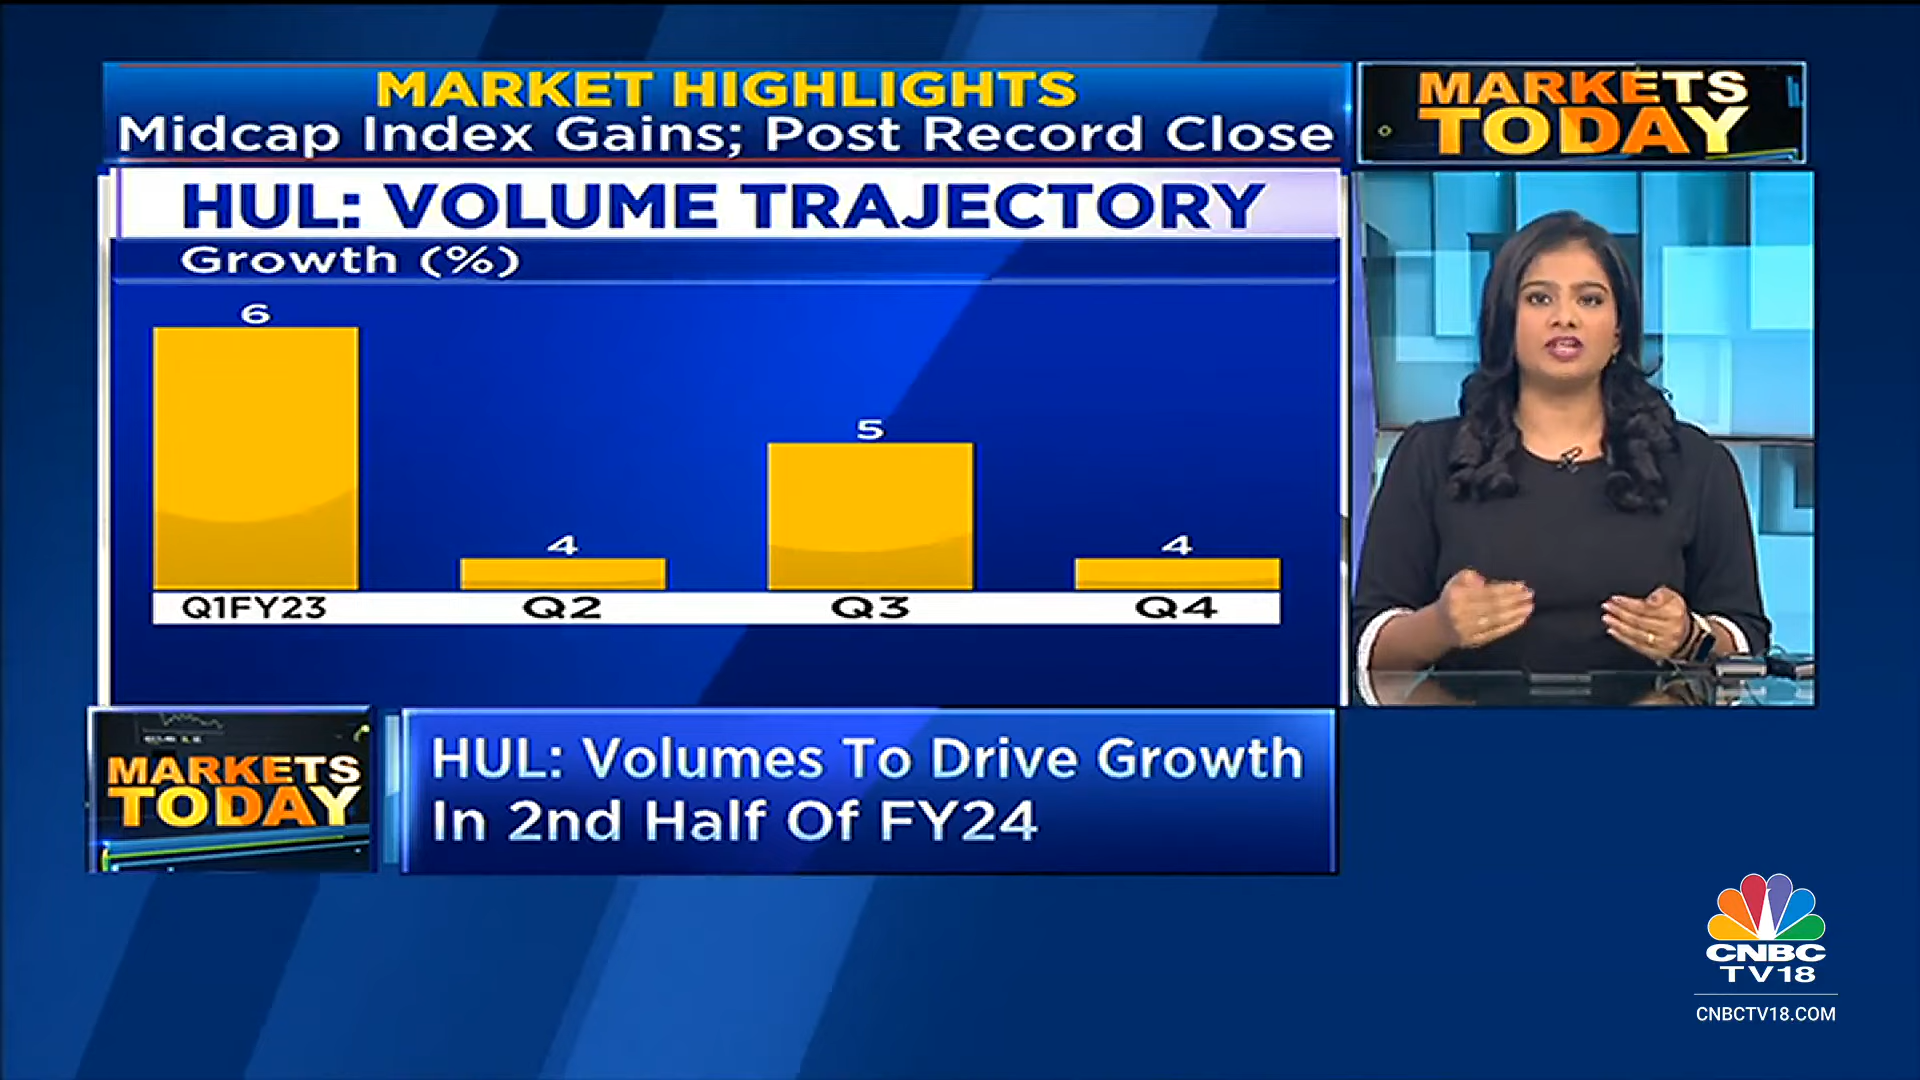 MARKET HIGHLIGHTS
Midcap Index Gains; Post Record Close
MARKETS
TODAY
HUL: VOLUME TRAJECTORY
Growth (%)
6
4
5
4
Q1FY23
Q2
Q3
Q4
MARKETS
TODAY
HUL: Volumes To Drive Growth
In 2nd Half Of FY24
CNBC
TV18
CNBCTV18.COM